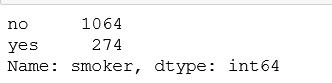 no     1064
yes     274
Name: smoker, dtype: int64